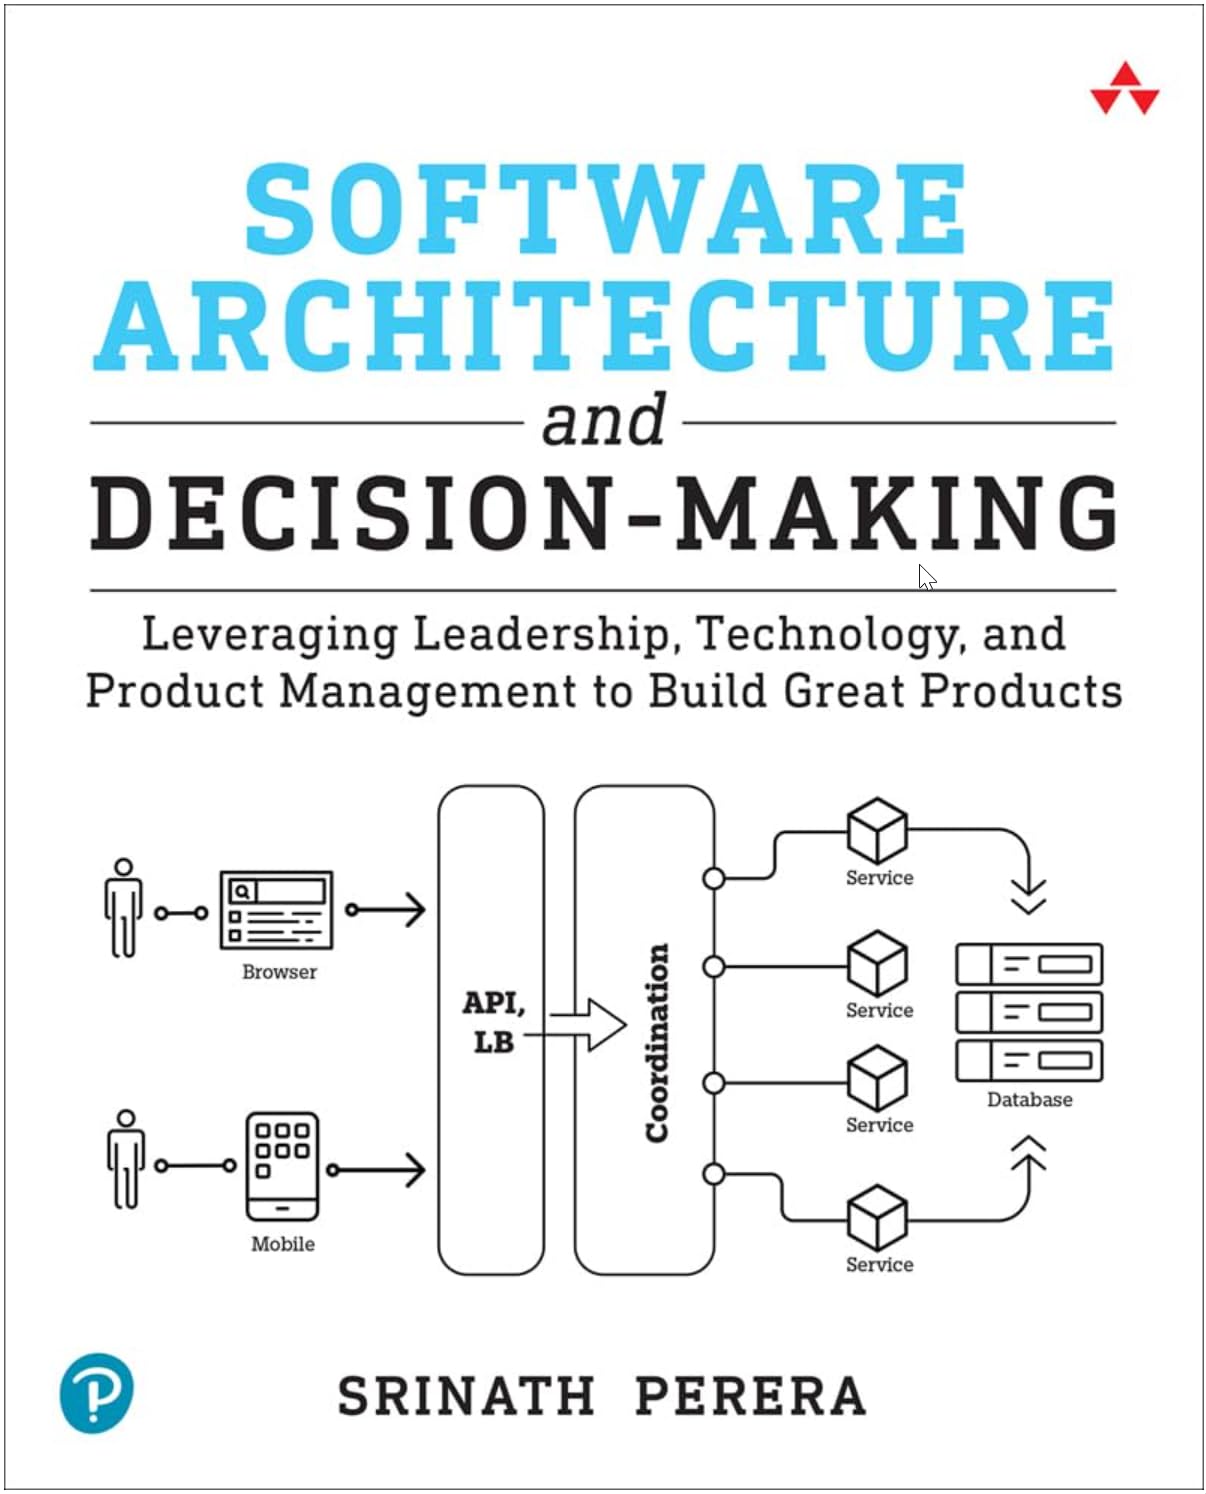 SOFTWARE
ARCHITECTURE
and
DECISION-MAKING
Leveraging Leadership, Technology, and
Product Management to Build Great Products
Browser
Mobile
API,
LB
Coordination
Service
Service
Service
Service
Database
P
SRINATH PERERA